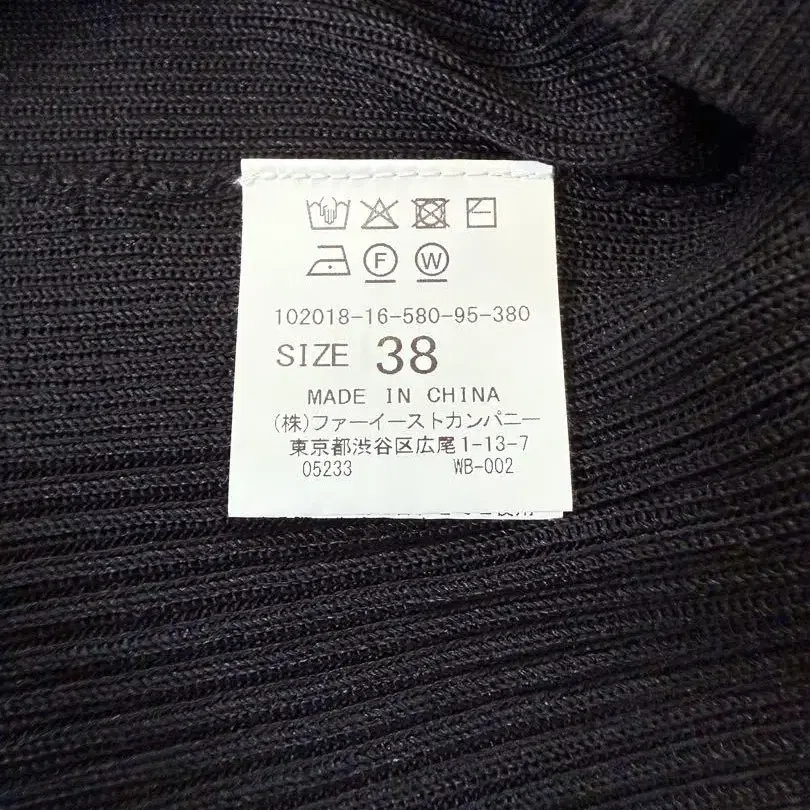 F W
102018-16-580-95-380
SIZE 38
MADE IN CHINA
(株)ファーイーストカンパニー
東京都渋谷区広尾1-13-7
05233 WB-002